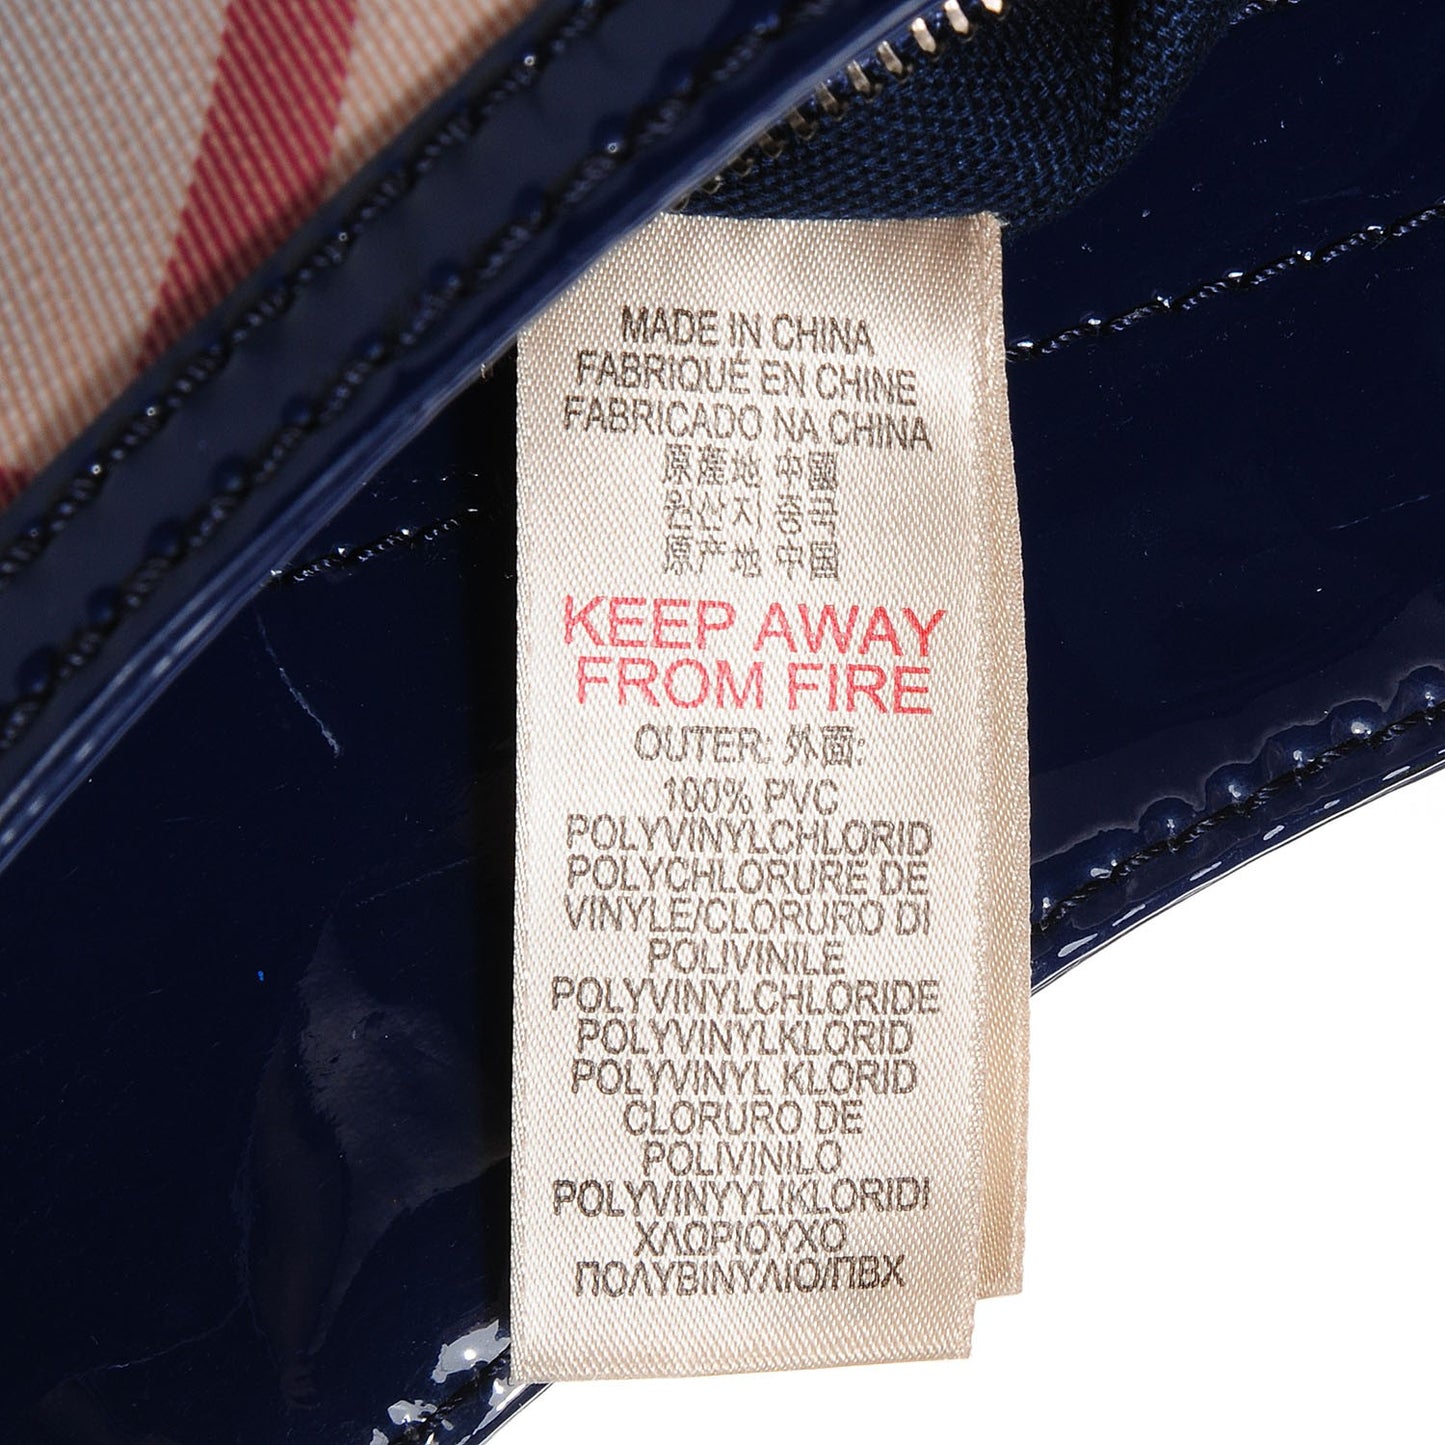 MADE IN CHINA
FABRIQUÉ EN CHINE
FABRICADO NA CHINA
原產地 中國
원산지 중국
原产地 中国
KEEP AWAY
FROM FIRE
OUTER: 外面:
100% PVC
POLYVINYLCHLORID
POLYCHLORURE DE
VINYLE/CLORURO DI
POLIVINILE
POLYVINYLCHLORIDE
POLYVINYLKLORID
POLYVINYL KLORID
CLORURO DE
POLIVINILO
POLYVINYYLIKLORIDI
ΧΛΩΡΙΟΥΧΟ
ΠΟΛΥΒΙΝΥΛΙΟ/ΠΒΧ